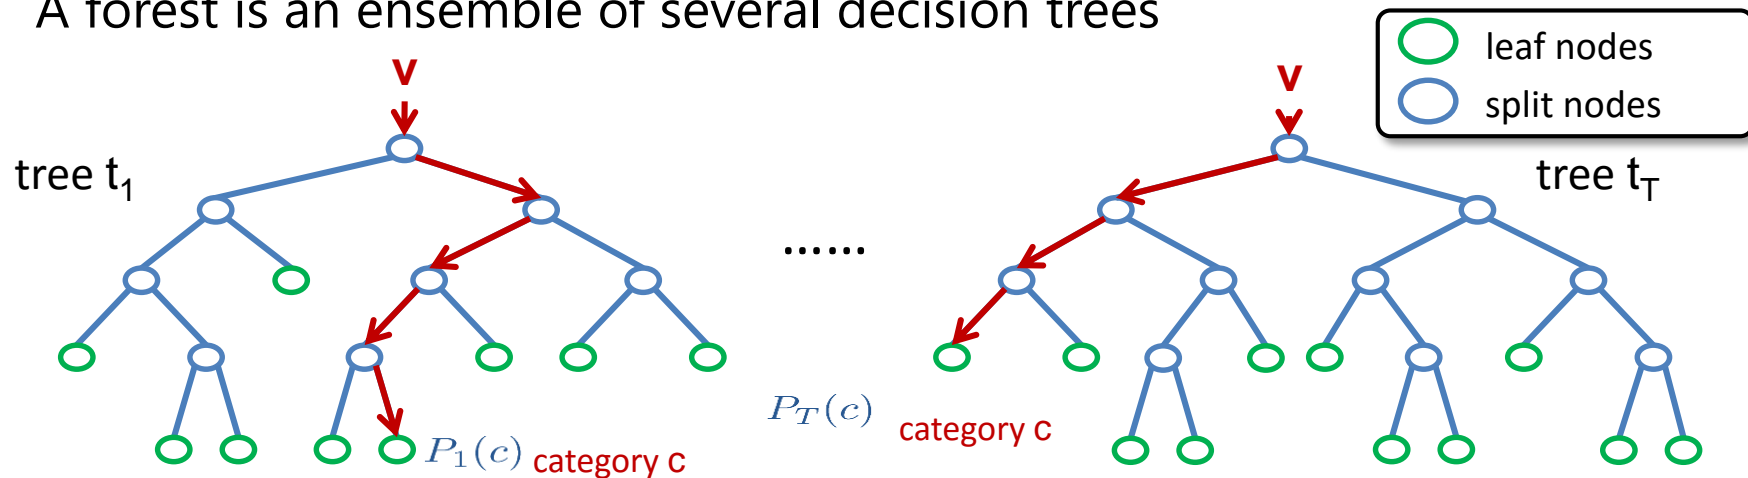 A forest is an ensemble of several decision trees
leaf nodes
split nodes
v
v
tree t1
tree tT
......
PT(c)
category c
P1(c) category c